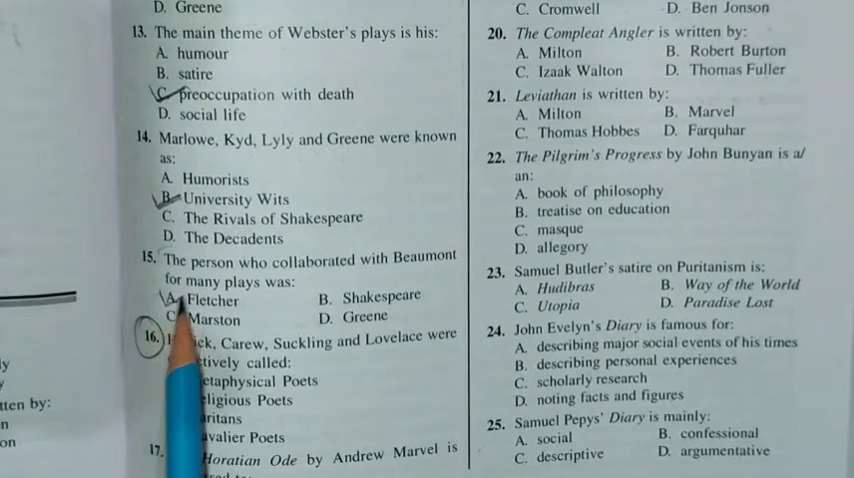 D. Greene
13. The main theme of Webster's plays is his:
A. humour
B. satire
C. preoccupation with death
D. social life
14. Marlowe, Kyd, Lyly and Greene were known
as:
A. Humorists
B. University Wits
C. The Rivals of Shakespeare
D. The Decadents
15. The person who collaborated with Beaumont
for many plays was:
A. Fletcher B. Shakespeare
C. Marston D. Greene
16. ick, Carew, Suckling and Lovelace were
ctively called:
etaphysical Poets
eligious Poets
ritans
avalier Poets
17. Horatian Ode by Andrew Marvel is
C. Cromwell D. Ben Jonson
20. The Compleat Angler is written by:
A. Milton B. Robert Burton
C. Izaak Walton D. Thomas Fuller
21. Leviathan is written by:
A. Milton B. Marvel
C. Thomas Hobbes D. Farquhar
22. The Pilgrim's Progress by John Bunyan is a/
an:
A. book of philosophy
B. treatise on education
C. masque
D. allegory
23. Samuel Butler's satire on Puritanism is:
A. Hudibras B. Way of the World
C. Utopia D. Paradise Lost
24. John Evelyn's Diary is famous for:
A. describing major social events of his times
B. describing personal experiences
C. scholarly research
D. noting facts and figures
25. Samuel Pepys' Diary is mainly:
A. social B. confessional
C. descriptive D. argumentative
ly
y
tten by:
n
on